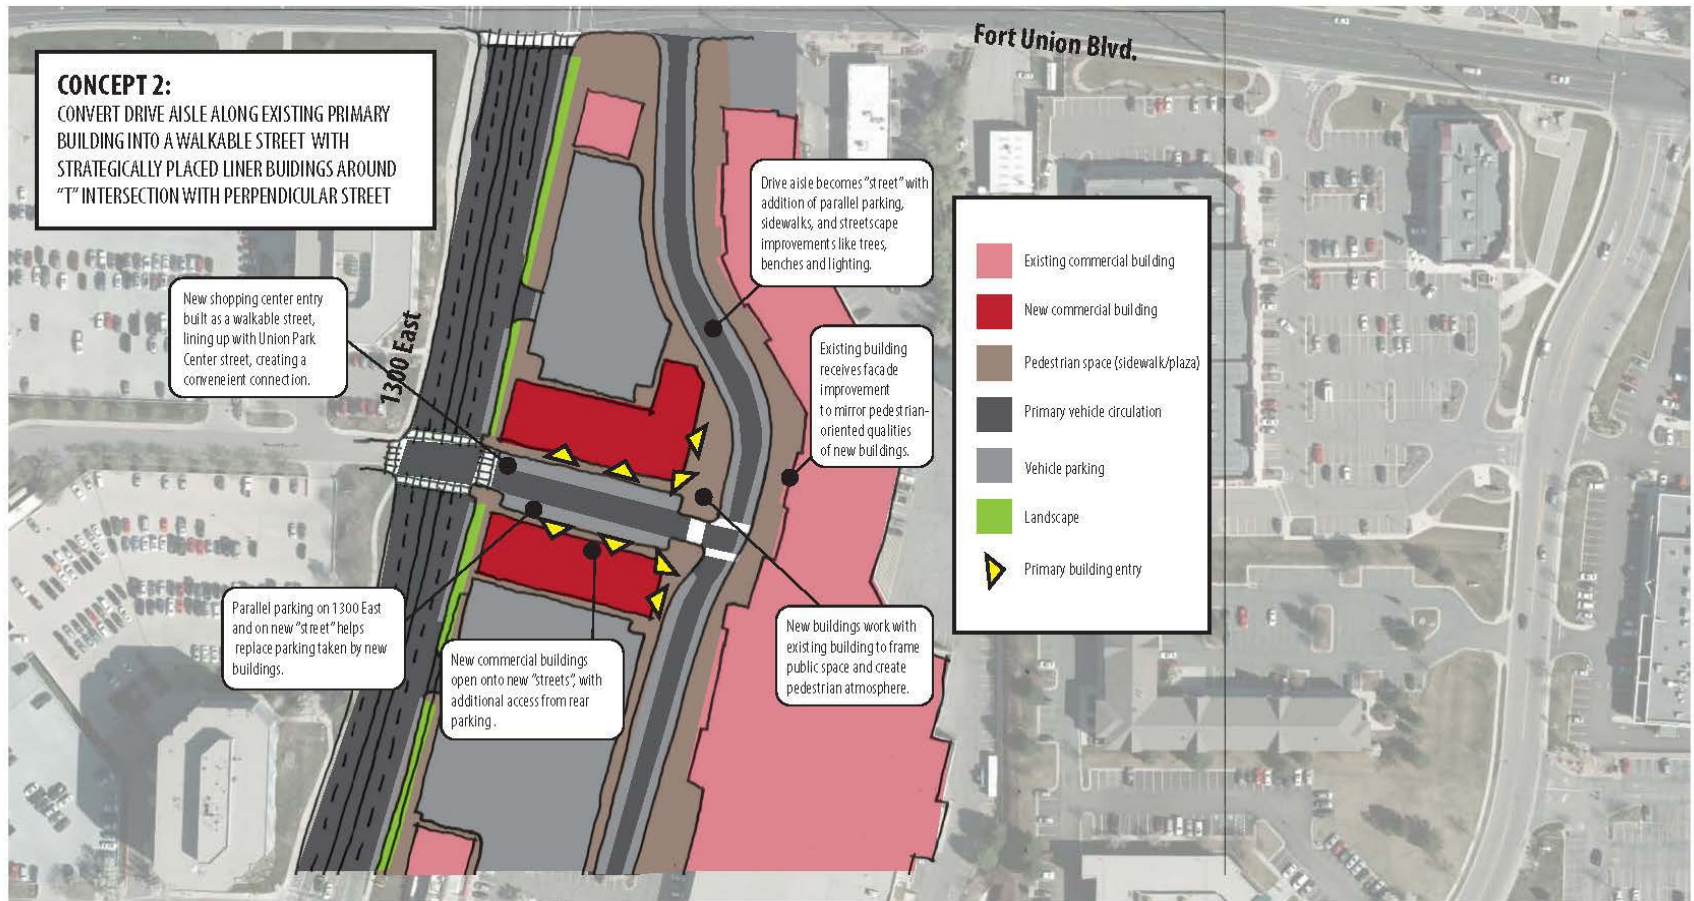 Fort Union Blvd.
CONCEPT 2:
CONVERT DRIVE AISLE ALONG EXISTING PRIMARY
BUILDING INTO A WALKABLE STREET WITH
STRATEGICALLY PLACED LINER BUIDINGS AROUND
“T” INTERSECTION WITH PERPENDICULAR STREET
Drive aisle becomes “street” with
addition of parallel parking,
sidewalks, and streetscape
improvements like trees,
benches and lighting.
New shopping center entry
built as a walkable street,
lining up with Union Park
Center street, creating a
conveneient connection.
1300 East
Existing building
receives facade
improvement
to mirror pedestrian-
oriented qualities
of new buildings.
Existing commercial building
New commercial building
Pedestrian space (sidewalk/plaza)
Primary vehicle circulation
Vehicle parking
Landscape
Primary building entry
Parallel parking on 1300 East
and on new “street” helps
replace parking taken by new
buildings.
New commercial buildings
open onto new “streets”, with
additional access from rear
parking .
New buildings work with
existing building to frame
public space and create
pedestrian atmosphere.